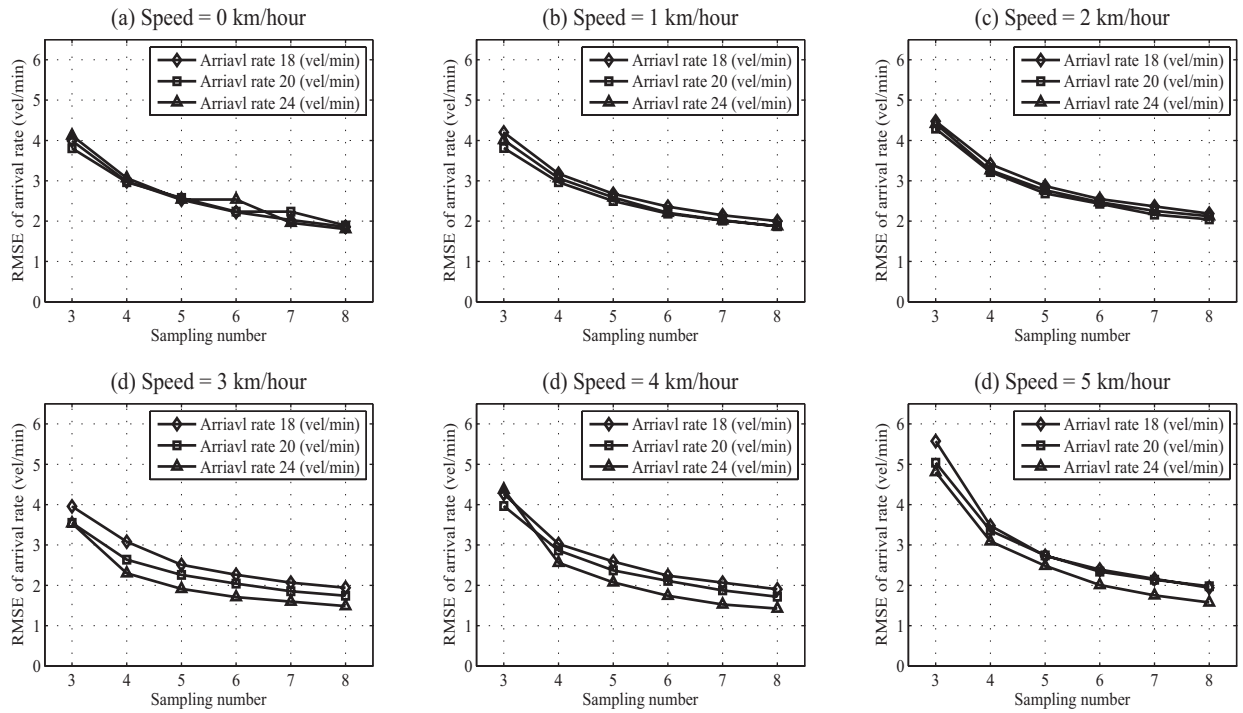 (a) Speed = 0 km/hour
RMSE of arrival rate (vel/min)
6
5
4
3
2
1
0
Arriavl rate 18 (vel/min)
Arriavl rate 20 (vel/min)
Arriavl rate 24 (vel/min)
3 4 5 6 7 8
Sampling number
(b) Speed = 1 km/hour
RMSE of arrival rate (vel/min)
6
5
4
3
2
1
0
Arriavl rate 18 (vel/min)
Arriavl rate 20 (vel/min)
Arriavl rate 24 (vel/min)
3 4 5 6 7 8
Sampling number
(c) Speed = 2 km/hour
RMSE of arrival rate (vel/min)
6
5
4
3
2
1
0
Arriavl rate 18 (vel/min)
Arriavl rate 20 (vel/min)
Arriavl rate 24 (vel/min)
3 4 5 6 7 8
Sampling number
(d) Speed = 3 km/hour
RMSE of arrival rate (vel/min)
6
5
4
3
2
1
0
Arriavl rate 18 (vel/min)
Arriavl rate 20 (vel/min)
Arriavl rate 24 (vel/min)
3 4 5 6 7 8
Sampling number
(d) Speed = 4 km/hour
RMSE of arrival rate (vel/min)
6
5
4
3
2
1
0
Arriavl rate 18 (vel/min)
Arriavl rate 20 (vel/min)
Arriavl rate 24 (vel/min)
3 4 5 6 7 8
Sampling number
(d) Speed = 5 km/hour
RMSE of arrival rate (vel/min)
6
5
4
3
2
1
0
Arriavl rate 18 (vel/min)
Arriavl rate 20 (vel/min)
Arriavl rate 24 (vel/min)
3 4 5 6 7 8
Sampling number